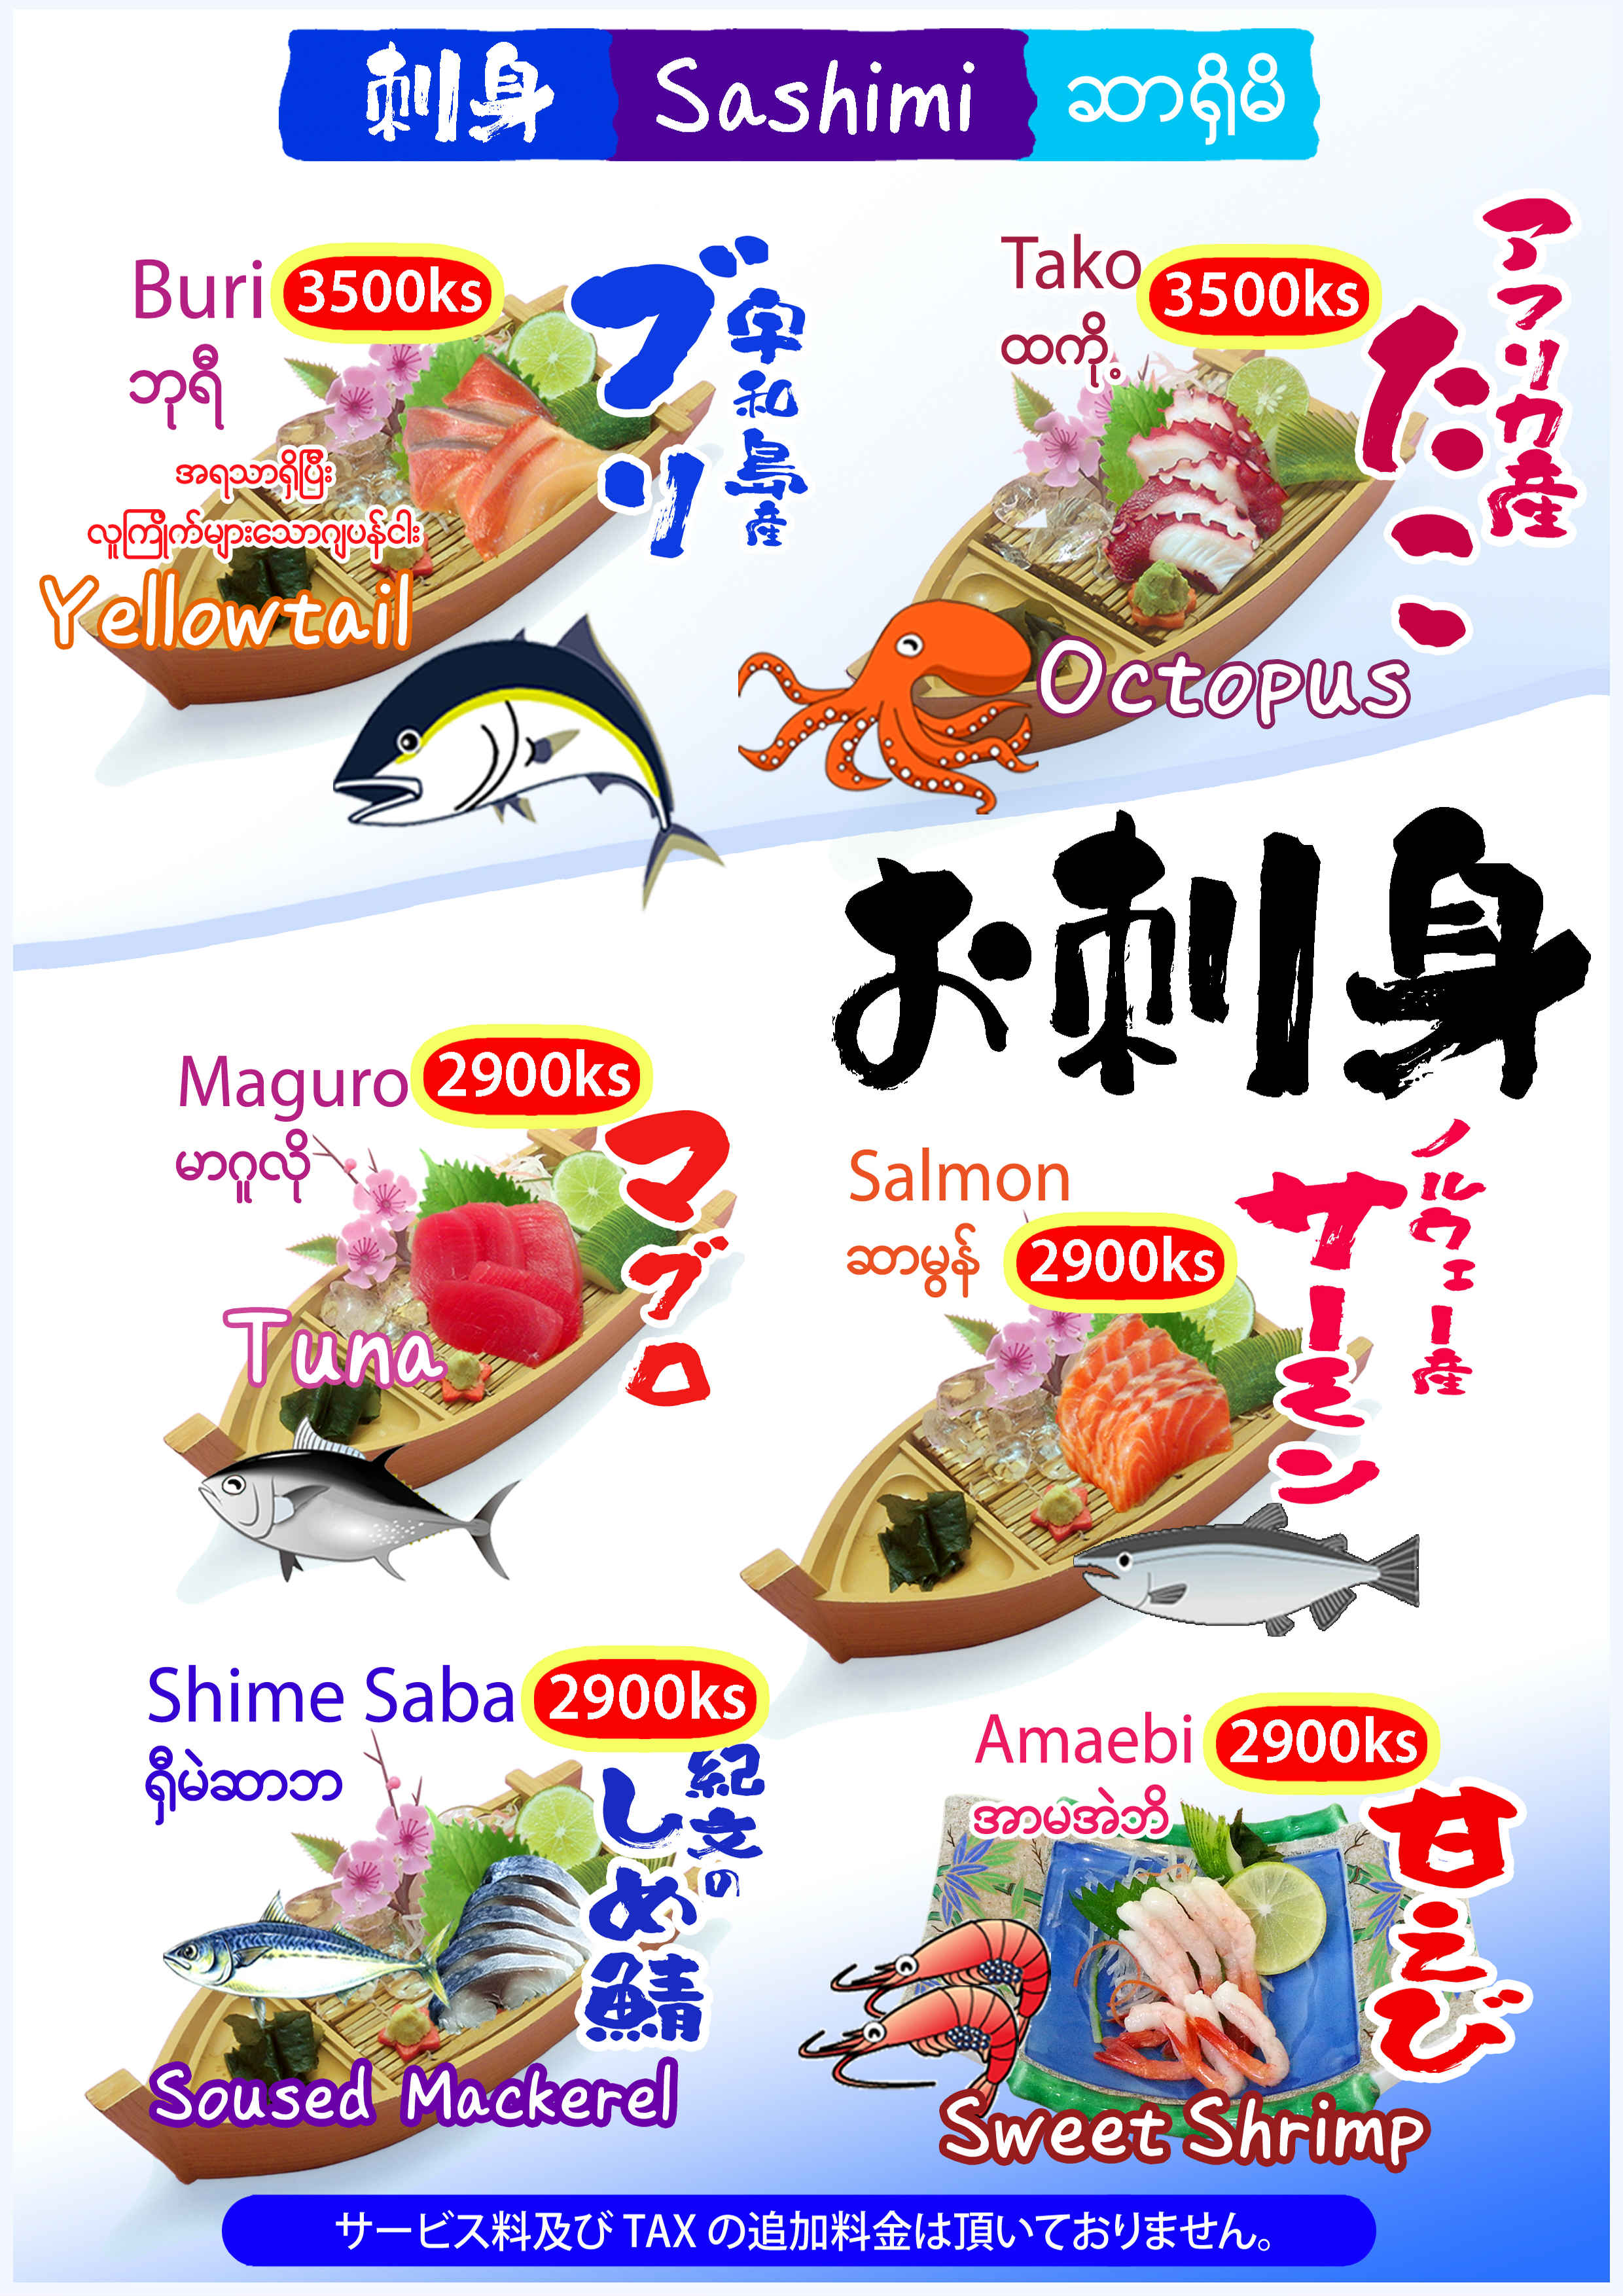 刺身 Sashimi ဆာရှိမိ
Buri 3500ks
ဘုရီ
ブリ
宇和島産
အရသာရှိပြီး
လူကြိုက်များသောဂျပန်ငါး
Yellowtail
Tako 3500ks
ထကို့
たこ
アフリカ産
Octopus
お刺身
Maguro 2900ks
မာဂူလို
マグロ
Tuna
Salmon
ဆာမွန် 2900ks
サーモン
ノルウェー産
Shime Saba 2900ks
ရှီမဲဆာဘ
紀文の
しめ鯖
Soused Mackerel
Amaebi 2900ks
အာမအဲဘိ
甘えび
Sweet Shrimp
サービス料及び TAX の追加料金は頂いておりません。